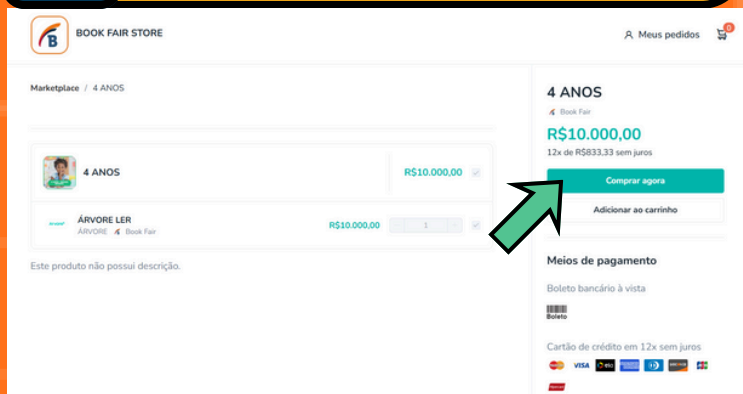 BOOK FAIR STORE
Meus pedidos
0
Marketplace / 4 ANOS
4 ANOS
R$10.000,00
ÁRVORE LER
ÁRVORE Book Fair
R$10.000,00
- 1 +
Este produto não possui descrição.
4 ANOS
Book Fair
R$10.000,00
12x de R$833,33 sem juros
Comprar agora
Adicionar ao carrinho
Meios de pagamento
Boleto bancário à vista
Boleto
Cartão de crédito em 12x sem juros
VISA
elo